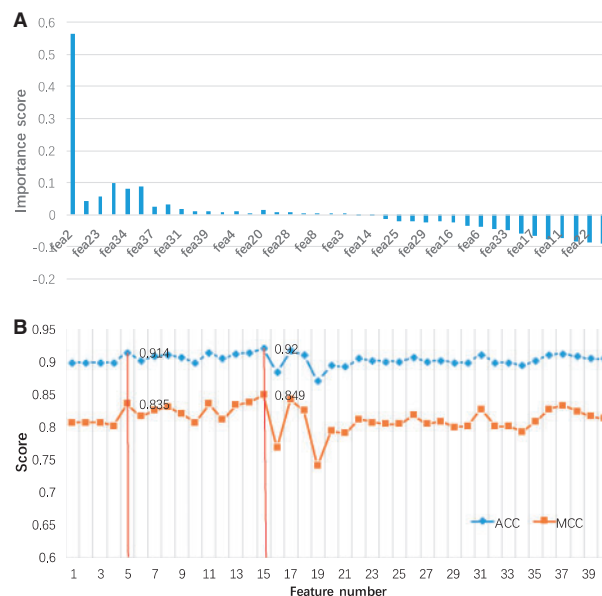 A
0.6
0.5
0.4
0.3
0.2
0.1
0
-0.1
-0.2
Importance score
fea2 fea23 fea34 fea37 fea31 fea39 fea4 fea20 fea28 fea8 fea3 fea14 fea25 fea29 fea16 fea6 fea33 fea17 fea11 fea22
B
0.95
0.9
0.85
0.8
0.75
0.7
0.65
0.6
Score
0.914
0.92
0.835
0.849
ACC MCC
1 3 5 7 9 11 13 15 17 19 21 23 25 27 29 31 33 35 37 39
Feature number